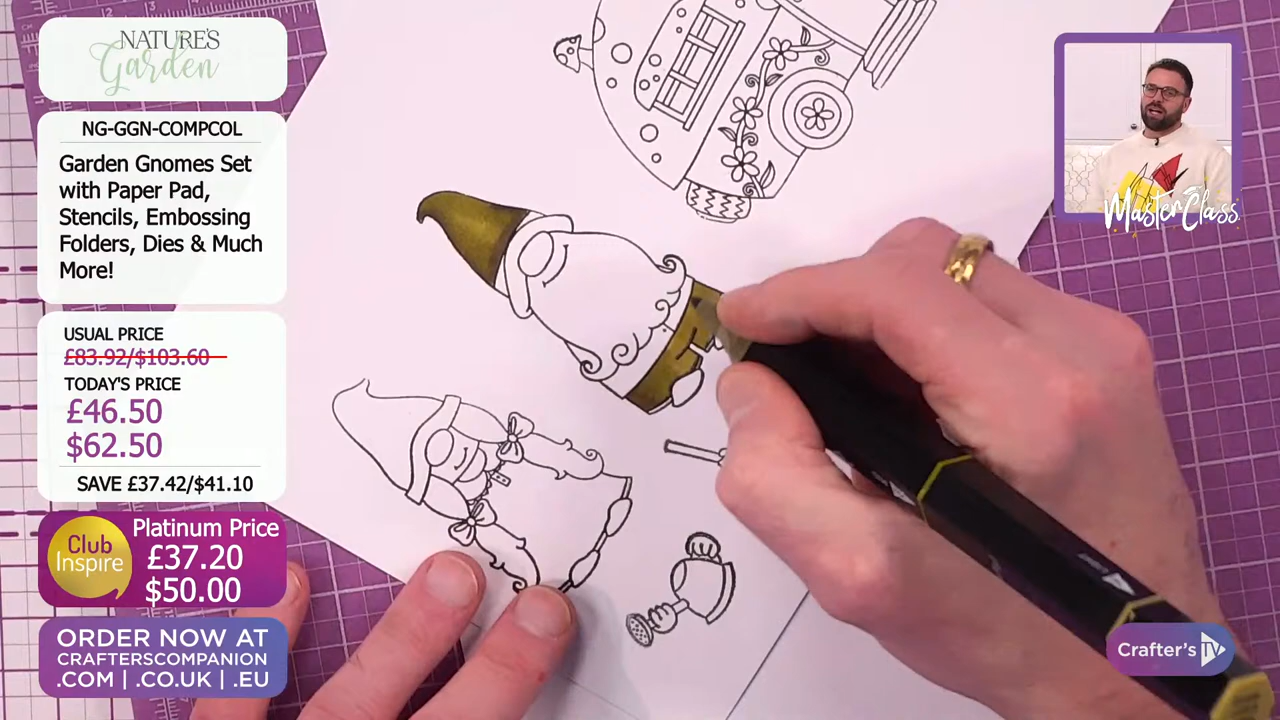 NATURE'S
Garden
NG-GGN-COMPCOL
Garden Gnomes Set
with Paper Pad,
Stencils, Embossing
Folders, Dies & Much
More!
USUAL PRICE
£83.92/$103.60
TODAY'S PRICE
£46.50
$62.50
SAVE £37.42/$41.10
Club
Inspire
Platinum Price
£37.20
$50.00
ORDER NOW AT
CRAFTERSCOMPANION
.COM | .CO.UK | .EU
MasterClass
Crafter's TV